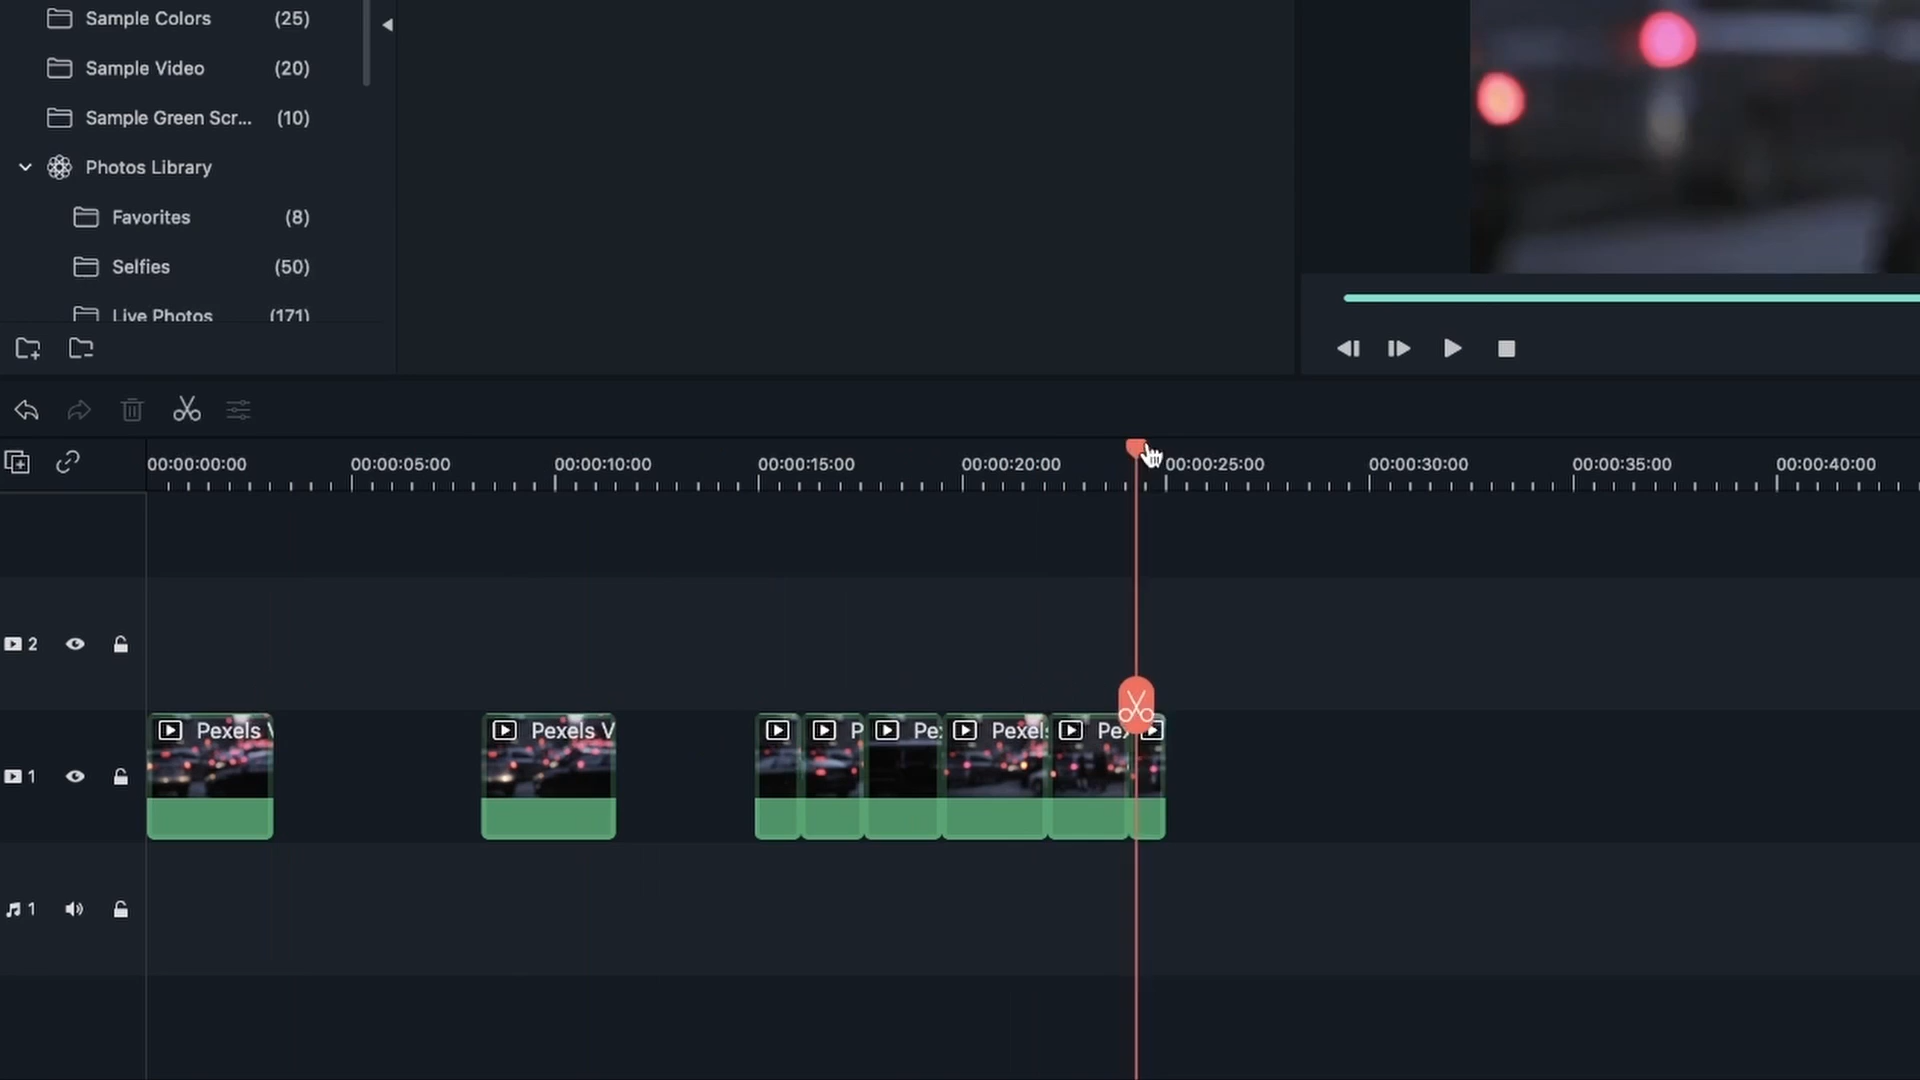 Sample Colors (25)
Sample Video (20)
Sample Green Scr... (10)
Photos Library
Favorites (8)
Selfies (50)
Live Photos (171)
00:00:00:00 00:00:05:00 00:00:10:00 00:00:15:00 00:00:20:00 00:00:25:00 00:00:30:00 00:00:35:00 00:00:40:00
2
Pexels V Pexels V P Pe: Pexels Pe
1
1